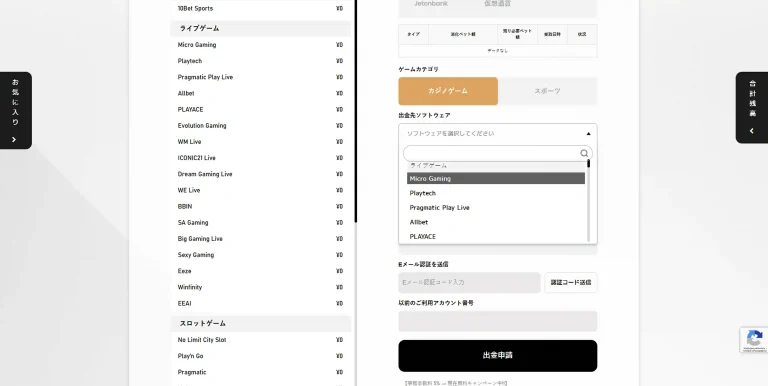 10Bet Sports ¥0
ライブゲーム
Micro Gaming ¥0
Playtech ¥0
Pragmatic Play Live ¥0
Allbet ¥0
PLAYACE ¥0
Evolution Gaming ¥0
WM Live ¥0
ICONIC21 Live ¥0
Dream Gaming Live ¥0
WE Live ¥0
BBIN ¥0
SA Gaming ¥0
Big Gaming Live ¥0
Sexy Gaming ¥0
Eeze ¥0
Winfinity ¥0
EEAI ¥0
スロットゲーム
No Limit City Slot ¥0
Play'n Go ¥0
Pragmatic ¥0
お気に入り
Jetonbank 仮想通貨
タイプ 消化ベット額 残り必要ベット額 受取日時 状況
データなし
ゲームカテゴリ
カジノゲーム スポーツ
出金先ソフトウェア
ソフトウェアを選択してください
ライブゲーム
Micro Gaming
Playtech
Pragmatic Play Live
Allbet
PLAYACE
Eメール認証を送信
Eメール認証コード入力 認証コード送信
以前のご利用アカウント番号
出金申請
合計残高